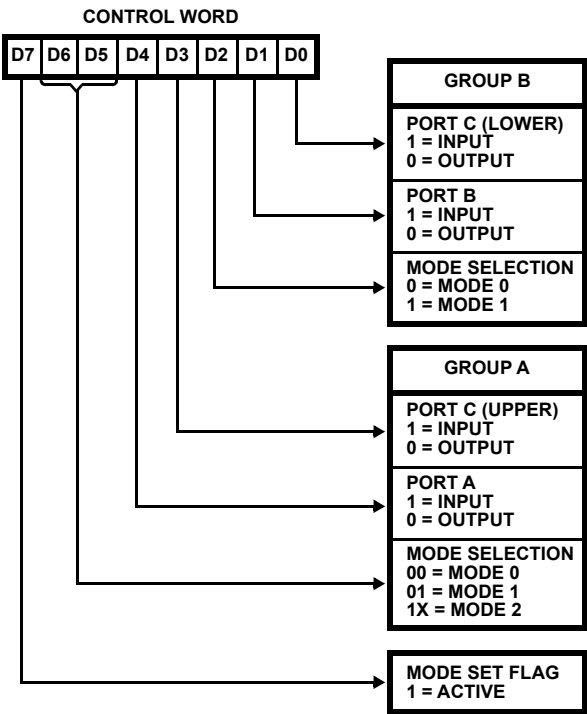 CONTROL WORD
D7 D6 D5 D4 D3 D2 D1 D0
GROUP B
PORT C (LOWER)
1 = INPUT
0 = OUTPUT
PORT B
1 = INPUT
0 = OUTPUT
MODE SELECTION
0 = MODE 0
1 = MODE 1
GROUP A
PORT C (UPPER)
1 = INPUT
0 = OUTPUT
PORT A
1 = INPUT
0 = OUTPUT
MODE SELECTION
00 = MODE 0
01 = MODE 1
1X = MODE 2
MODE SET FLAG
1 = ACTIVE